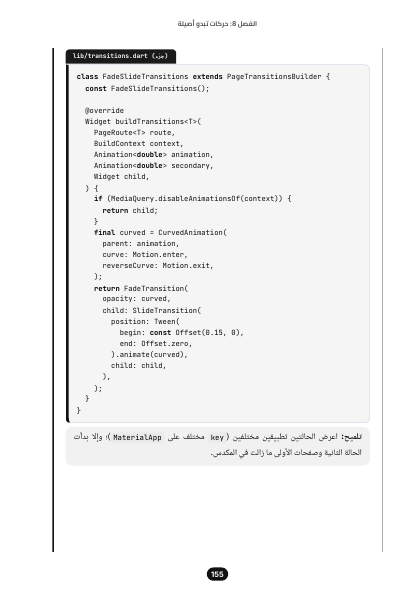 الفصل 8: حركات تبدو أصيلة
lib/transitions.dart (جزء)
class FadeSlideTransitions extends PageTransitionsBuilder {
  const FadeSlideTransitions();

  @override
  Widget buildTransitions<T>(
    PageRoute<T> route,
    BuildContext context,
    Animation<double> animation,
    Animation<double> secondary,
    Widget child,
  ) {
    if (MediaQuery.disableAnimationsOf(context)) {
      return child;
    }
    final curved = CurvedAnimation(
      parent: animation,
      curve: Motion.enter,
      reverseCurve: Motion.exit,
    );
    return FadeTransition(
      opacity: curved,
      child: SlideTransition(
        position: Tween(
          begin: const Offset(0.15, 0),
          end: Offset.zero,
        ).animate(curved),
        child: child,
      ),
    );
  }
}
تلميح: اعرض الحالتين تطبيقين مختلفين (key مختلف على MaterialApp)؛ وإلا بدأت
الحالة الثانية وصفحات الأولى ما زالت في المكدس.
155